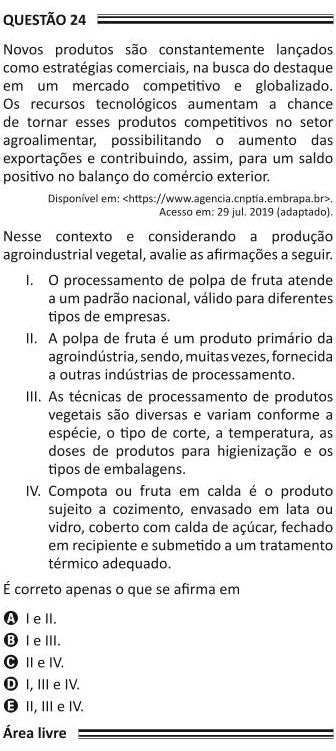 QUESTÃO 24
Novos produtos são constantemente lançados
como estratégias comerciais, na busca do destaque
em um mercado competitivo e globalizado.
Os recursos tecnológicos aumentam a chance
de tornar esses produtos competitivos no setor
agroalimentar, possibilitando o aumento das
exportações e contribuindo, assim, para um saldo
positivo no balanço do comércio exterior.
Disponível em: <https://www.agencia.cnptia.embrapa.br>.
Acesso em: 29 jul. 2019 (adaptado).
Nesse contexto e considerando a produção
agroindustrial vegetal, avalie as afirmações a seguir.
I. O processamento de polpa de fruta atende
a um padrão nacional, válido para diferentes
tipos de empresas.
II. A polpa de fruta é um produto primário da
agroindústria, sendo, muitas vezes, fornecida
a outras indústrias de processamento.
III. As técnicas de processamento de produtos
vegetais são diversas e variam conforme a
espécie, o tipo de corte, a temperatura, as
doses de produtos para higienização e os
tipos de embalagens.
IV. Compota ou fruta em calda é o produto
sujeito a cozimento, envasado em lata ou
vidro, coberto com calda de açúcar, fechado
em recipiente e submetido a um tratamento
térmico adequado.
É correto apenas o que se afirma em
A I e II.
B I e III.
C II e IV.
D I, III e IV.
E II, III e IV.
Área livre